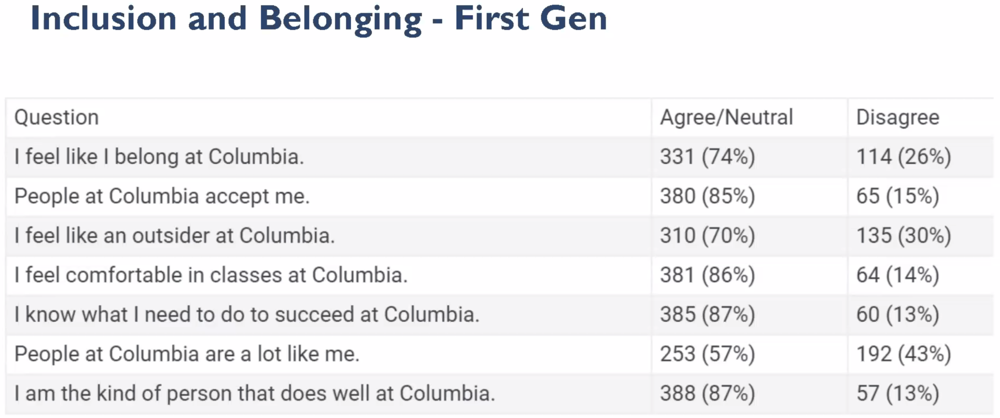 Inclusion and Belonging - First Gen
Question Agree/Neutral Disagree
I feel like I belong at Columbia. 331 (74%) 114 (26%)
People at Columbia accept me. 380 (85%) 65 (15%)
I feel like an outsider at Columbia. 310 (70%) 135 (30%)
I feel comfortable in classes at Columbia. 381 (86%) 64 (14%)
I know what I need to do to succeed at Columbia. 385 (87%) 60 (13%)
People at Columbia are a lot like me. 253 (57%) 192 (43%)
I am the kind of person that does well at Columbia. 388 (87%) 57 (13%)